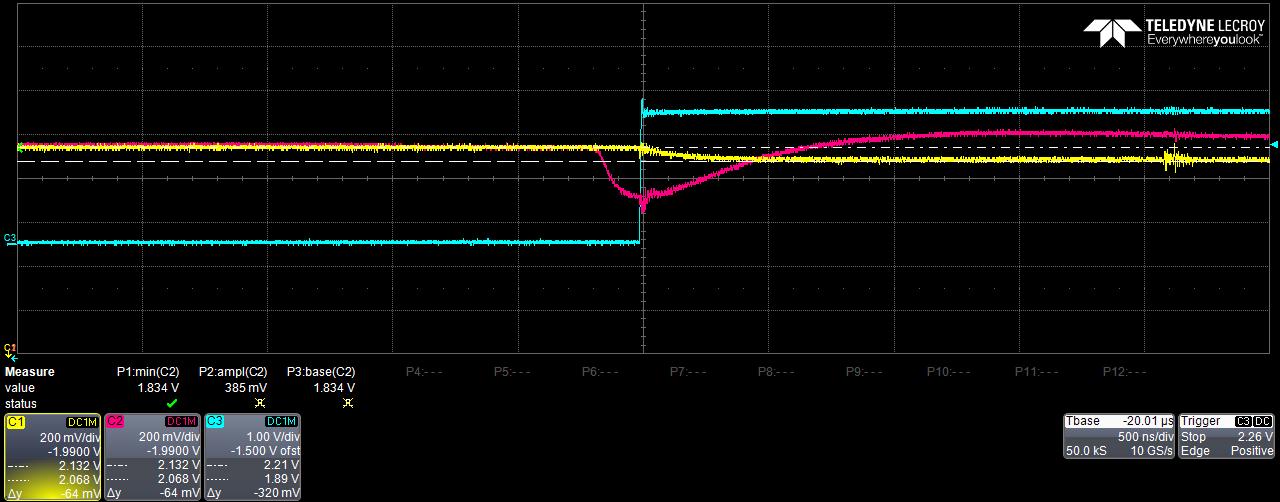 TELEDYNE LECROY
Everywhereyoulook™
C3
C1
Measure P1:min(C2) P2:ampl(C2) P3:base(C2) P4:- - - P5:- - - P6:- - - P7:- - - P8:- - - P9:- - - P10:- - - P11:- - - P12:- - -
value 1.834 V 385 mV 1.834 V
status
C1 DC1M
200 mV/div
-1.9900 V
2.132 V
2.068 V
Δy -64 mV
C2 DC1M
200 mV/div
-1.9900 V
2.132 V
2.068 V
Δy -64 mV
C3 DC1M
1.00 V/div
-1.500 V ofst
2.21 V
1.89 V
Δy -320 mV
Tbase -20.01 µs
500 ns/div
50.0 kS 10 GS/s
Trigger C3 DC
Stop 2.26 V
Edge Positive